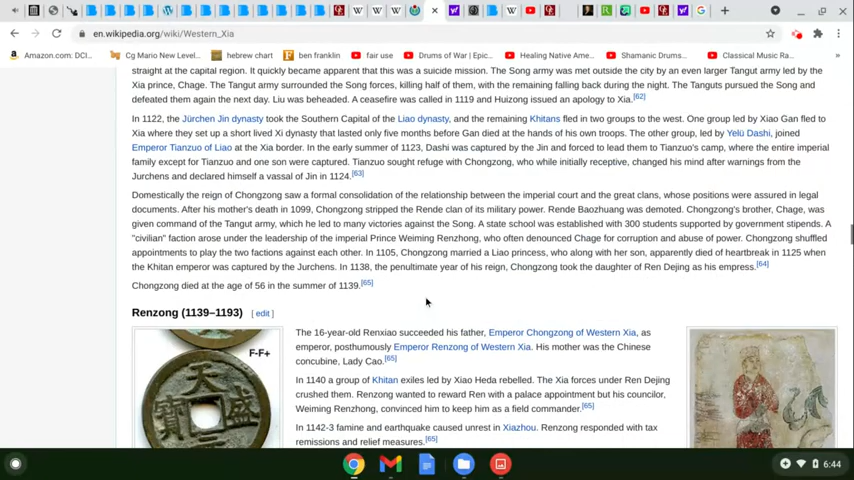 en.wikipedia.org/wiki/Western_Xia
Amazon.com: DCI...
Cg Mario New Level...
hebrew chart
ben franklin
fair use
Drums of War | Epic...
Healing Native Ame...
Shamanic Drums...
Classical Music Ra...
straight at the capital region. It quickly became apparent that this was a suicide mission. The Song army was met outside the city by an even larger Tangut army led by the
Xia prince, Chage. The Tangut army surrounded the Song forces, killing half of them, with the remaining falling back during the night. The Tanguts pursued the Song and
defeated them again the next day. Liu was beheaded. A ceasefire was called in 1119 and Huizong issued an apology to Xia.[62]
In 1122, the Jürchen Jin dynasty took the Southern Capital of the Liao dynasty, and the remaining Khitans fled in two groups to the west. One group led by Xiao Gan fled to
Xia where they set up a short lived Xi dynasty that lasted only five months before Gan died at the hands of his own troops. The other group, led by Yelü Dashi, joined
Emperor Tianzuo of Liao at the Xia border. In the early summer of 1123, Dashi was captured by the Jin and forced to lead them to Tianzuo's camp, where the entire imperial
family except for Tianzuo and one son were captured. Tianzuo sought refuge with Chongzong, who while initially receptive, changed his mind after warnings from the
Jurchens and declared himself a vassal of Jin in 1124.[63]
Domestically the reign of Chongzong saw a formal consolidation of the relationship between the imperial court and the great clans, whose positions were assured in legal
documents. After his mother's death in 1099, Chongzong stripped the Rende clan of its military power. Rende Baozhuang was demoted. Chongzong's brother, Chage, was
given command of the Tangut army, which he led to many victories against the Song. A state school was established with 300 students supported by government stipends. A
"civilian" faction arose under the leadership of the imperial Prince Weiming Renzhong, who often denounced Chage for corruption and abuse of power. Chongzong shuffled
appointments to play the two factions against each other. In 1105, Chongzong married a Liao princess, who along with her son, apparently died of heartbreak in 1125 when
the Khitan emperor was captured by the Jurchens. In 1138, the penultimate year of his reign, Chongzong took the daughter of Ren Dejing as his empress.[64]
Chongzong died at the age of 56 in the summer of 1139.[65]
Renzong (1139–1193) [ edit ]
F-F+
天
寶 盛
元
The 16-year-old Renxiao succeeded his father, Emperor Chongzong of Western Xia, as
emperor, posthumously Emperor Renzong of Western Xia. His mother was the Chinese
concubine, Lady Cao.[65]
In 1140 a group of Khitan exiles led by Xiao Heda rebelled. The Xia forces under Ren Dejing
crushed them. Renzong wanted to reward Ren with a palace appointment but his councilor,
Weiming Renzhong, convinced him to keep him as a field commander.[65]
In 1142-3 famine and earthquake caused unrest in Xiazhou. Renzong responded with tax
remissions and relief measures.[65]
6:44